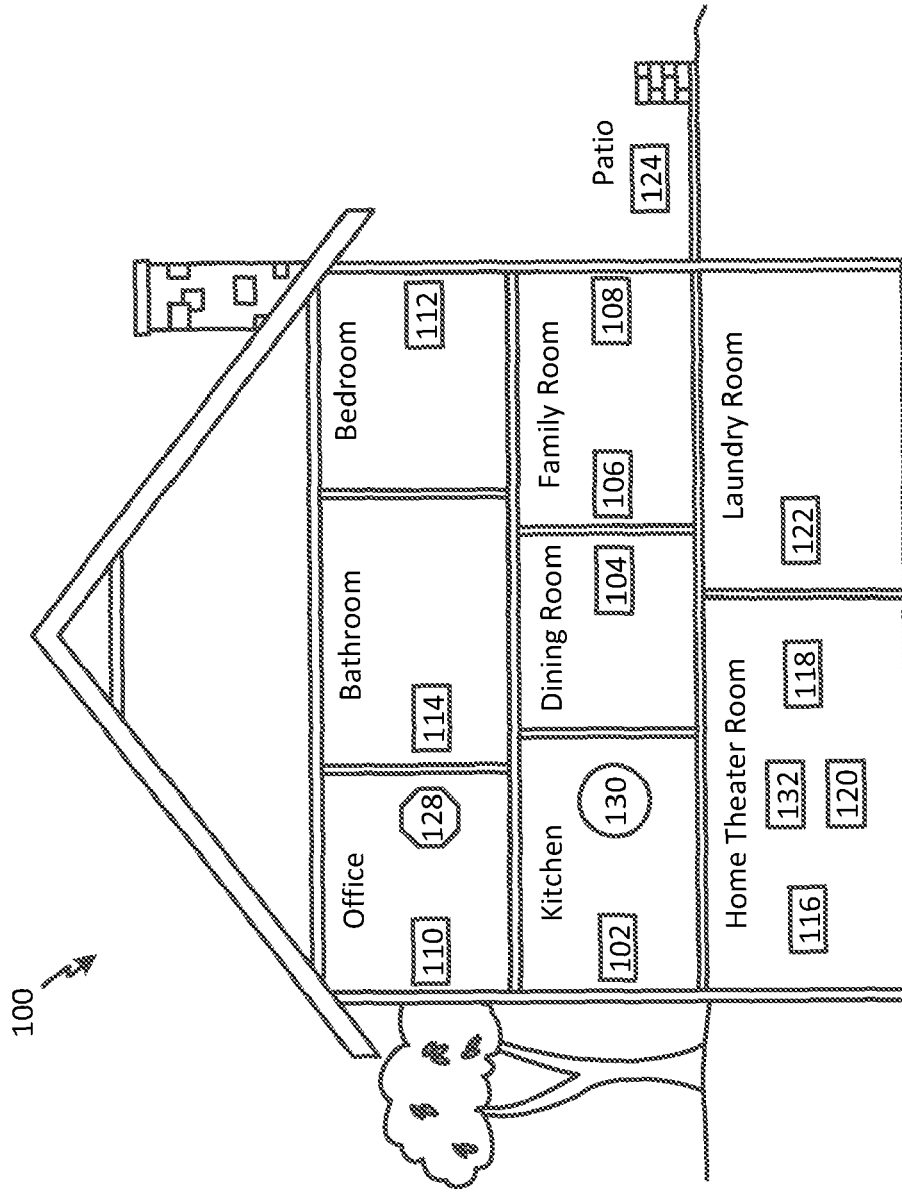 100
Office
Bathroom
Bedroom
110
128
114
112
Kitchen
Dining Room
Family Room
Patio
102
130
104
106
108
124
Home Theater Room
Laundry Room
116
132
120
118
122